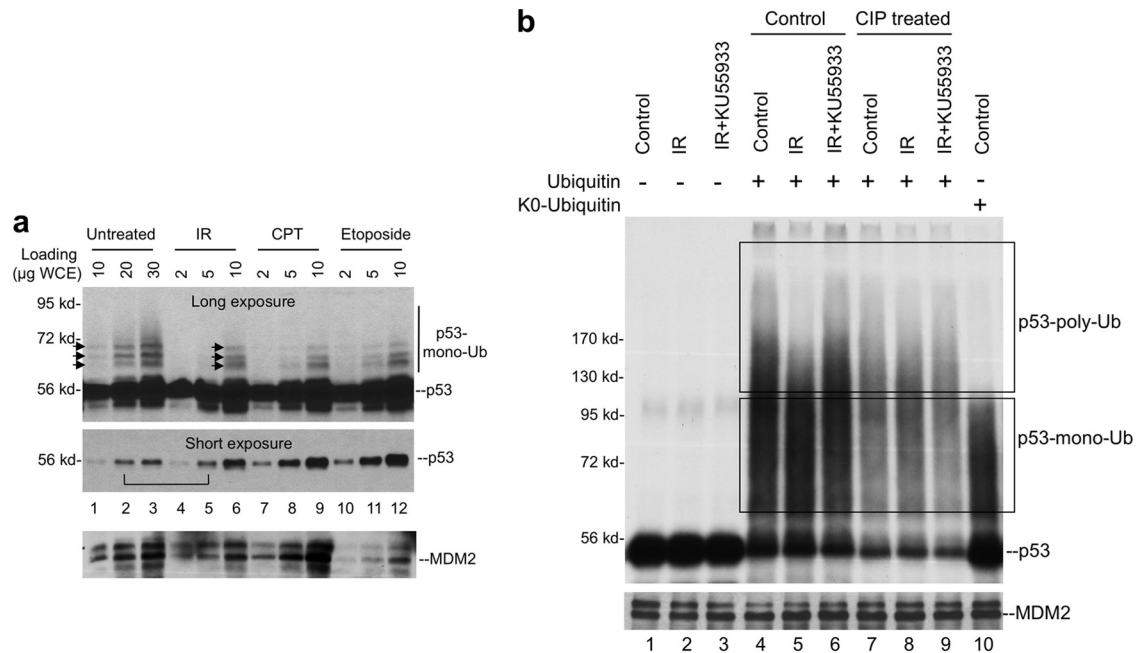 a
Untreated IR CPT Etoposide
Loading
(µg WCE)
10 20 30 2 5 10 2 5 10 2 5 10
Long exposure
95 kd-
72 kd-
56 kd-
p53-
mono-Ub
--p53
Short exposure
56 kd-
--p53
1 2 3 4 5 6 7 8 9 10 11 12
--MDM2
b
Control CIP treated
Control IR IR+KU55933 Control IR IR+KU55933 Control IR IR+KU55933 Control
Ubiquitin - - - + + + + + + -
K0-Ubiquitin +
170 kd-
130 kd-
95 kd-
72 kd-
56 kd-
p53-poly-Ub
p53-mono-Ub
--p53
--MDM2
1 2 3 4 5 6 7 8 9 10